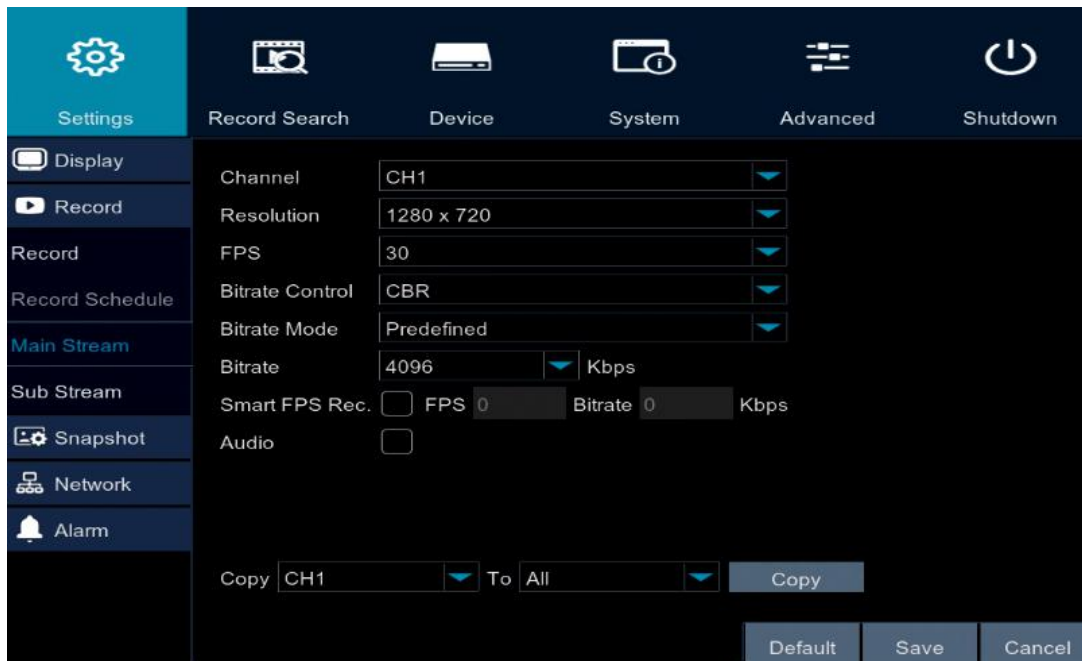 Settings Record Search Device System Advanced Shutdown
Display
Record
Record
Record Schedule
Main Stream
Sub Stream
Snapshot
Network
Alarm
Channel CH1
Resolution 1280 x 720
FPS 30
Bitrate Control CBR
Bitrate Mode Predefined
Bitrate 4096 Kbps
Smart FPS Rec. FPS 0 Bitrate 0 Kbps
Audio
Copy CH1 To All Copy
Default Save Cancel